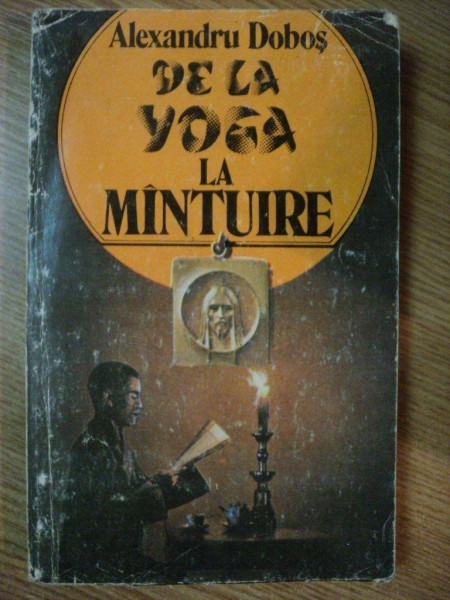 Alexandru Doboș
DE LA
YOGA
LA
MÎNTUIRE